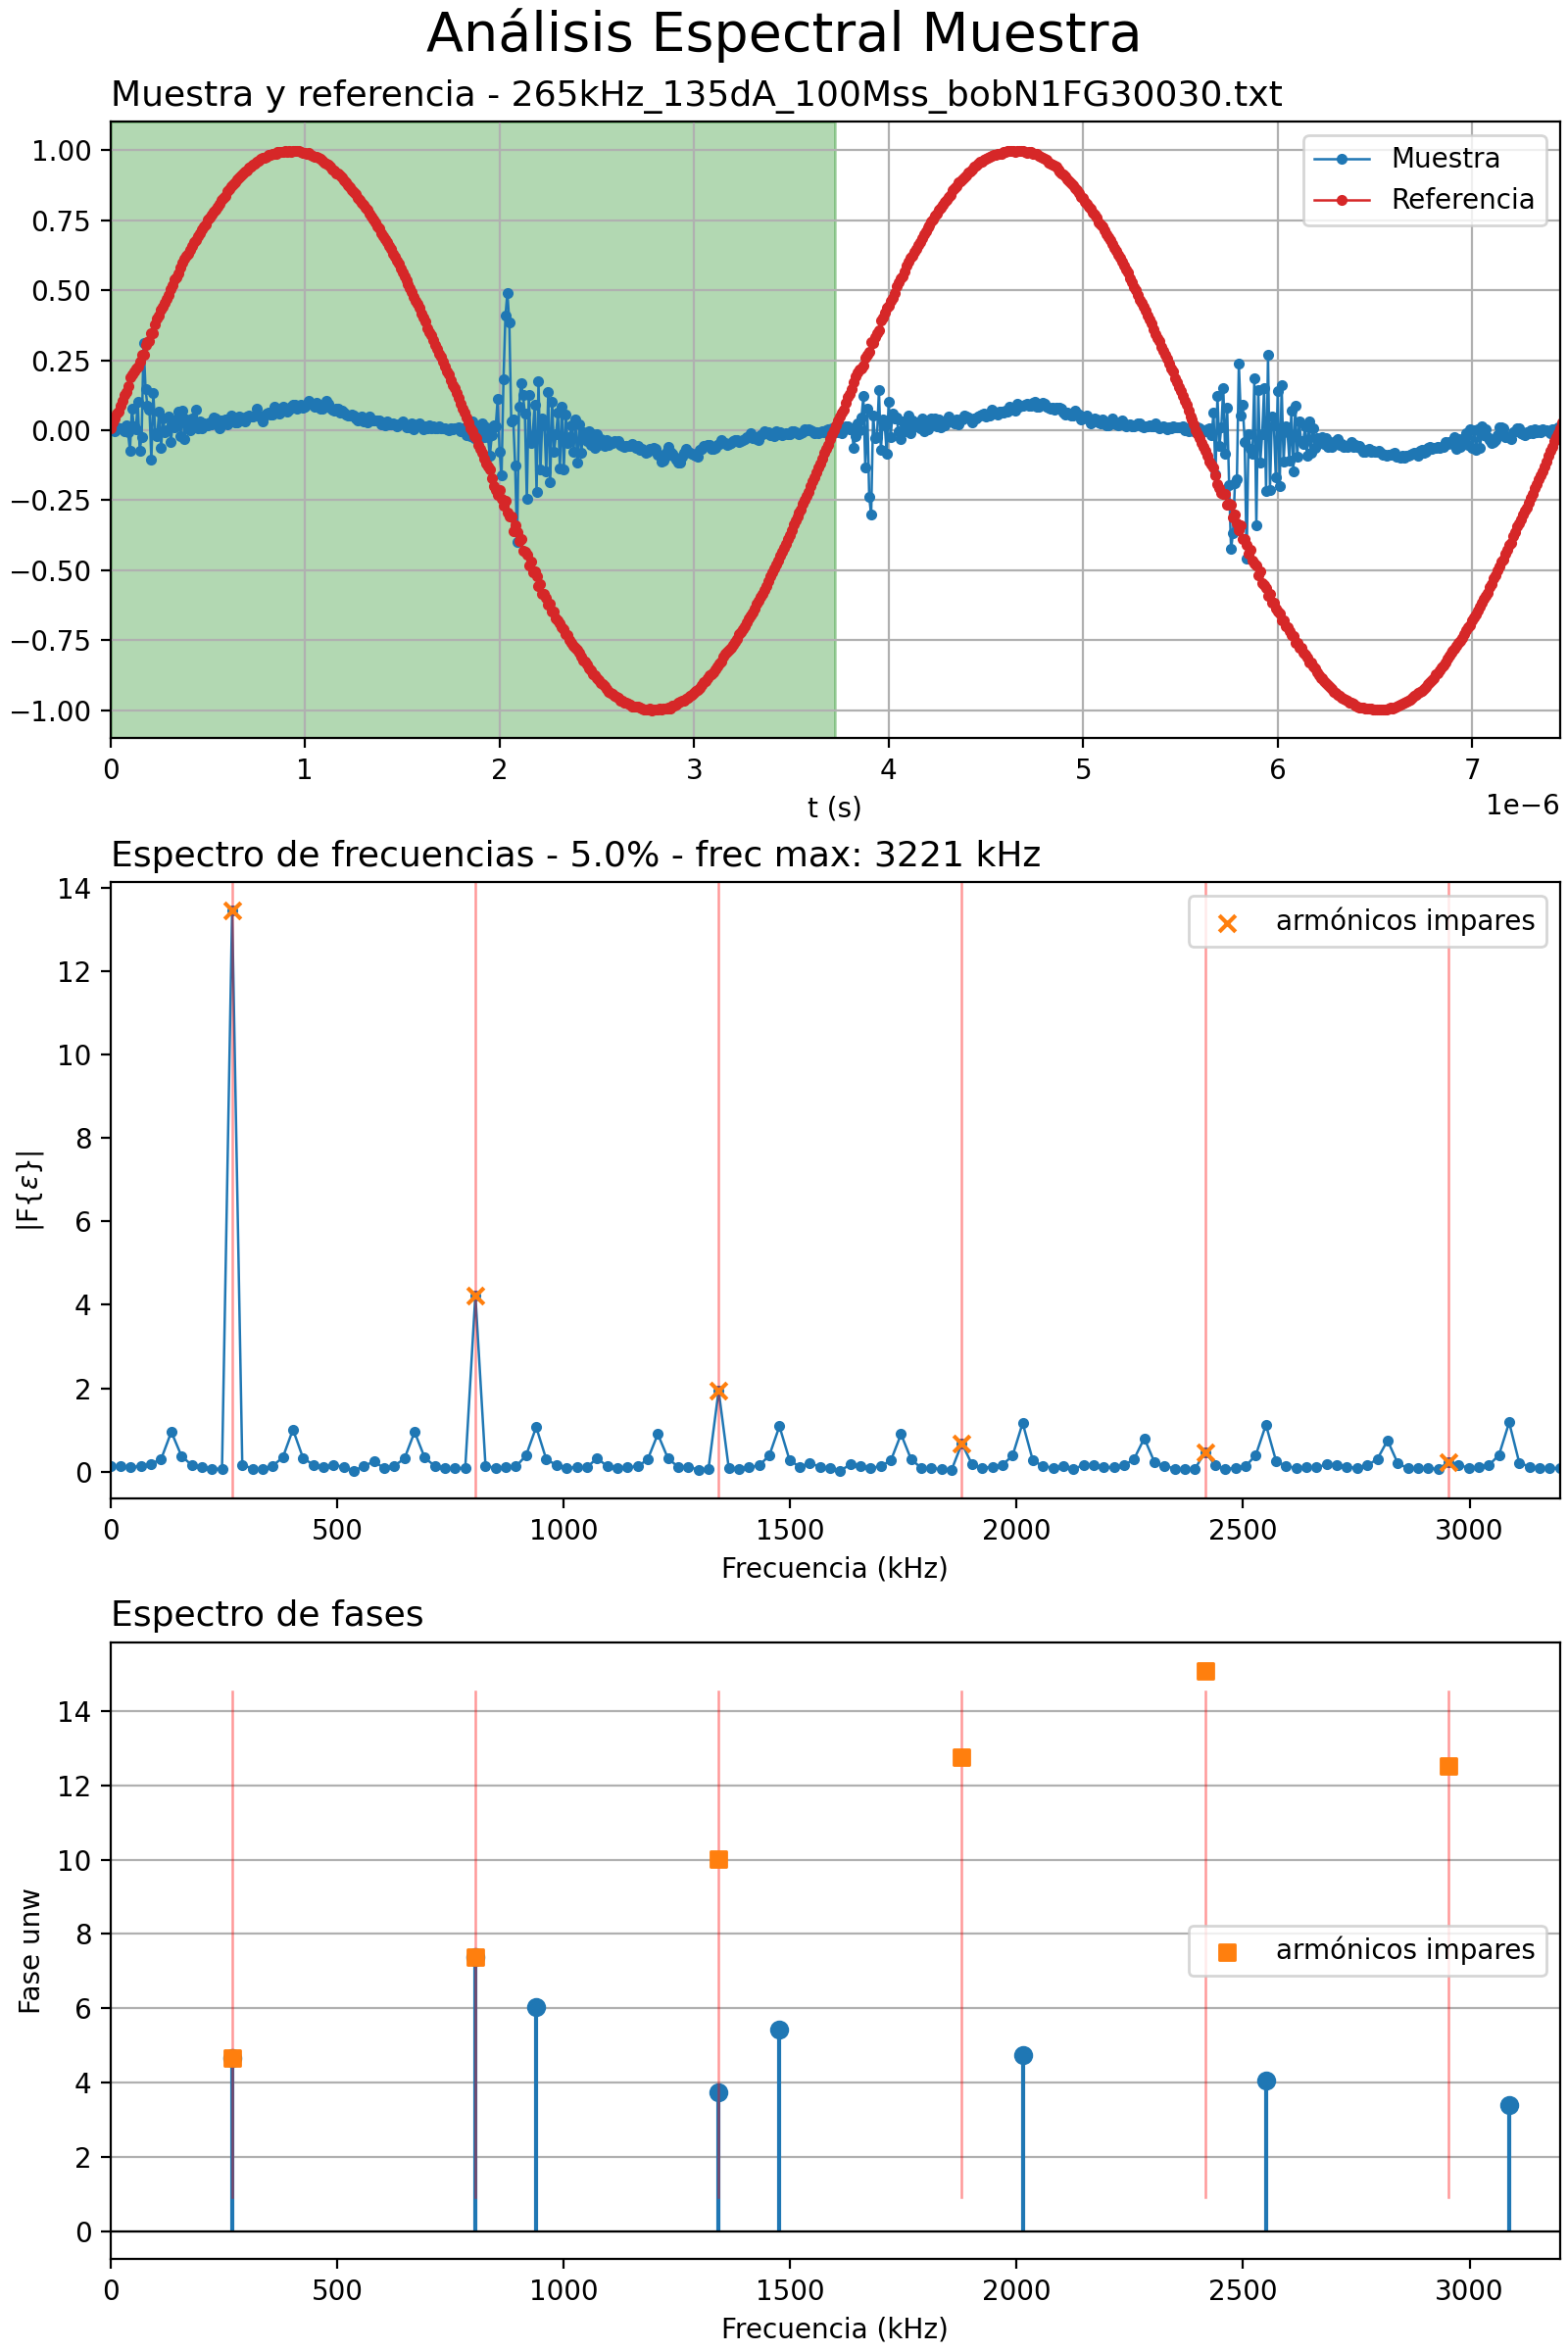 Análisis Espectral Muestra
Muestra y referencia - 265kHz_135dA_100Mss_bobN1FG30030.txt
1.00
0.75
0.50
0.25
0.00
−0.25
−0.50
−0.75
−1.00
Muestra
Referencia
0 1 2 3 4 5 6 7
t (s)
1e−6
Espectro de frecuencias - 5.0% - frec max: 3221 kHz
14
12
10
8
6
4
2
0
|F{ε}|
armónicos impares
0 500 1000 1500 2000 2500 3000
Frecuencia (kHz)
Espectro de fases
14
12
10
8
6
4
2
0
Fase unw
armónicos impares
0 500 1000 1500 2000 2500 3000
Frecuencia (kHz)